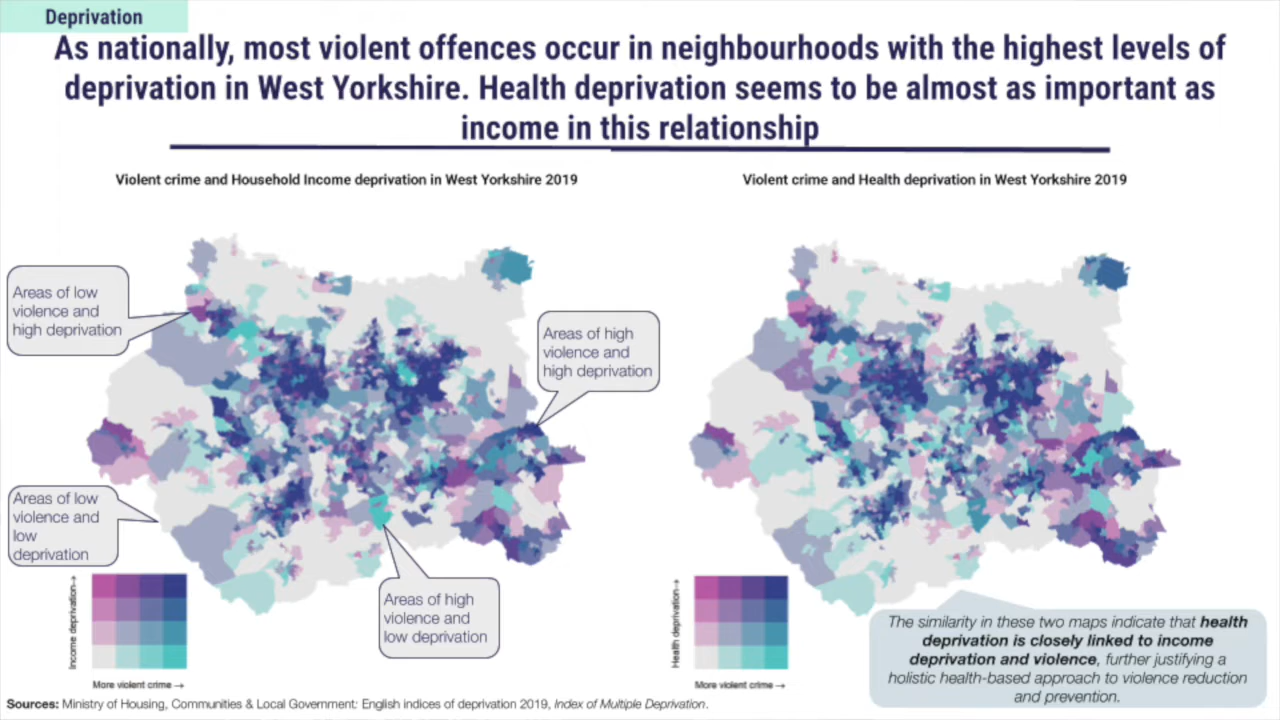 Deprivation
As nationally, most violent offences occur in neighbourhoods with the highest levels of
deprivation in West Yorkshire. Health deprivation seems to be almost as important as
income in this relationship
Violent crime and Household Income deprivation in West Yorkshire 2019
Violent crime and Health deprivation in West Yorkshire 2019
Areas of low
violence and
high deprivation
Areas of high
violence and
high deprivation
Areas of low
violence and
low
deprivation
Areas of high
violence and
low deprivation
Income deprivation→
More violent crime →
Health deprivation→
More violent crime →
The similarity in these two maps indicate that health
deprivation is closely linked to income
deprivation and violence, further justifying a
holistic health-based approach to violence reduction
and prevention.
Sources: Ministry of Housing, Communities & Local Government: English indices of deprivation 2019, Index of Multiple Deprivation.